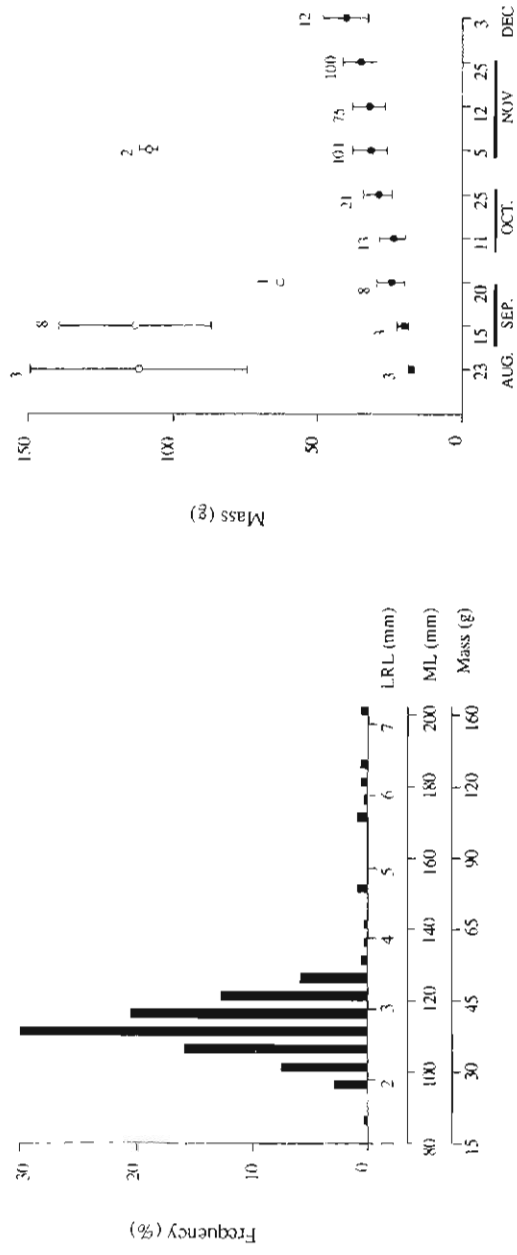 Frequency (%)
30
20
10
0
2 3 4 5 6 7 LRL (mm)
80 100 120 140 160 180 200 ML (mm)
15 30 45 65 90 120 160 Mass (g)
Mass (g)
150
100
50
0
3 8 1 2
3 3 8 13 21 101 75 100 12
23 15 20 11 25 5 12 25 3
AUG. SEP. OCT. NOV DEC